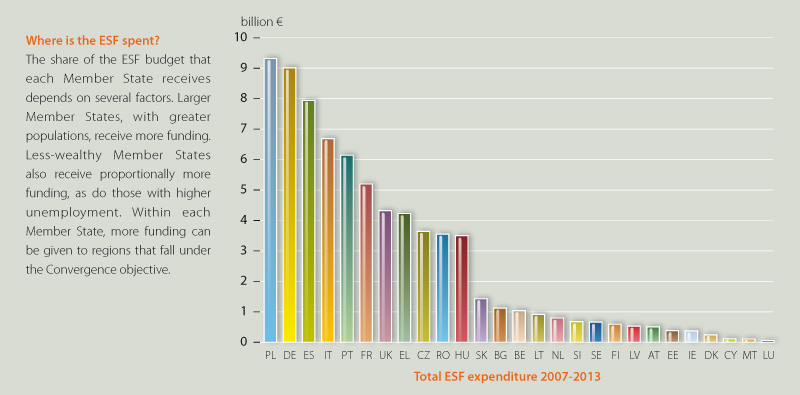 Where is the ESF spent?
The share of the ESF budget that
each Member State receives
depends on several factors. Larger
Member States, with greater
populations, receive more funding.
Less-wealthy Member States
also receive proportionally more
funding, as do those with higher
unemployment. Within each
Member State, more funding can
be given to regions that fall under
the Convergence objective.
billion €
10
9
8
7
6
5
4
3
2
1
0
PL DE ES IT PT FR UK EL CZ RO HU SK BG BE LT NL SI SE FI LV AT EE IE DK CY MT LU
Total ESF expenditure 2007-2013